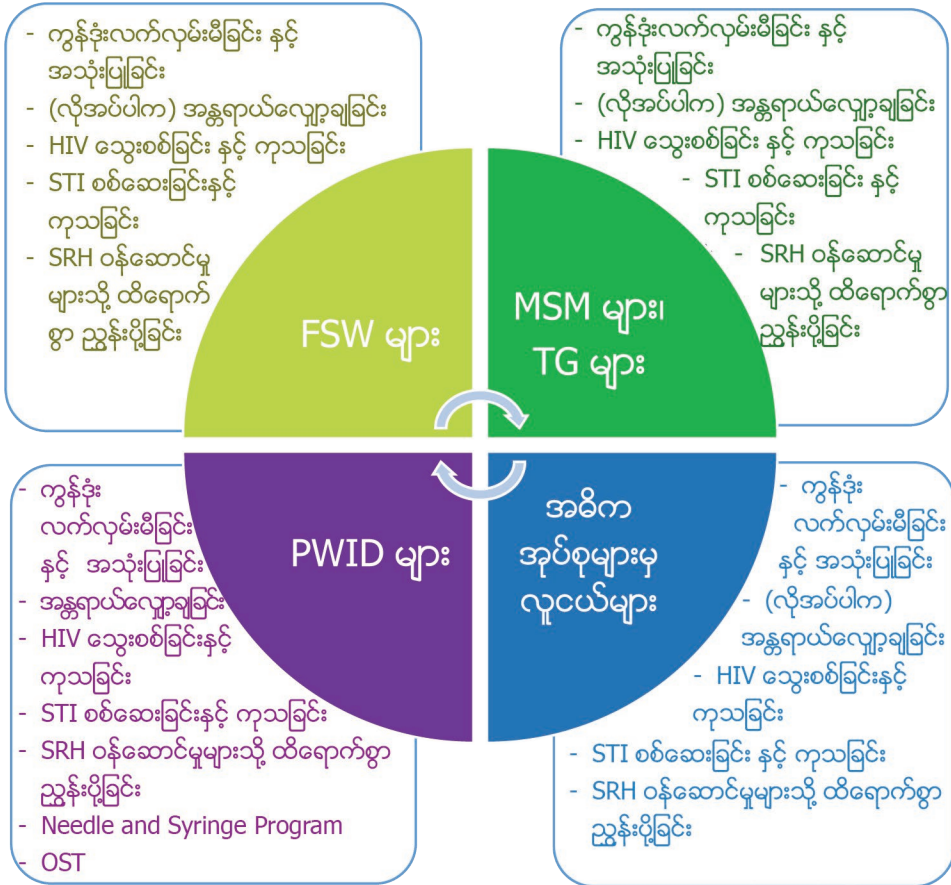 - ကွန်ဒုံးလက်လှမ်းမီခြင်း နှင့်
အသုံးပြုခြင်း
- (လိုအပ်ပါက) အန္တရာယ်လျှော့ချခြင်း
- HIV သွေးစစ်ခြင်း နှင့် ကုသခြင်း
- STI စစ်ဆေးခြင်းနှင့်
ကုသခြင်း
- SRH ဝန်ဆောင်မှု
များသို့ ထိရောက်
စွာ ညွှန်းပို့ခြင်း
FSW များ
- ကွန်ဒုံးလက်လှမ်းမီခြင်း နှင့်
အသုံးပြုခြင်း
- (လိုအပ်ပါက) အန္တရာယ်လျှော့ချခြင်း
- HIV သွေးစစ်ခြင်း နှင့် ကုသခြင်း
- STI စစ်ဆေးခြင်း နှင့်
ကုသခြင်း
- SRH ဝန်ဆောင်မှု
များသို့ ထိရောက်စွာ
ညွှန်းပို့ခြင်း
MSM များ၊
TG များ
- ကွန်ဒုံး
လက်လှမ်းမီခြင်း
နှင့် အသုံးပြုခြင်း
- အန္တရာယ်လျှော့ချခြင်း
- HIV သွေးစစ်ခြင်းနှင့်
ကုသခြင်း
- STI စစ်ဆေးခြင်းနှင့် ကုသခြင်း
- SRH ဝန်ဆောင်မှုများသို့ ထိရောက်စွာ
ညွှန်းပို့ခြင်း
- Needle and Syringe Program
- OST
PWID များ
အဓိက
အုပ်စုများမှ
လူငယ်များ
- ကွန်ဒုံး
လက်လှမ်းမီခြင်း
နှင့် အသုံးပြုခြင်း
- (လိုအပ်ပါက)
အန္တရာယ်လျှော့ချခြင်း
- HIV သွေးစစ်ခြင်းနှင့်
ကုသခြင်း
- STI စစ်ဆေးခြင်း နှင့် ကုသခြင်း
- SRH ဝန်ဆောင်မှုများသို့ ထိရောက်စွာ
ညွှန်းပို့ခြင်း